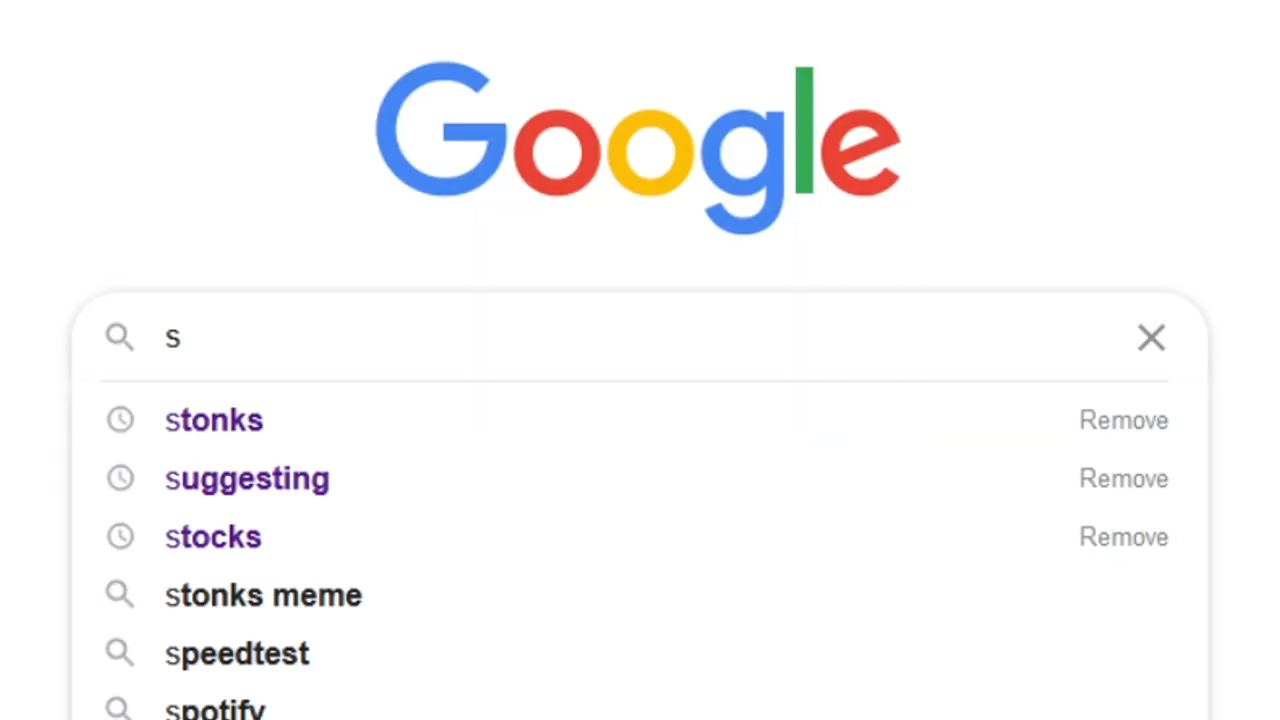 Google
s
stonks Remove
suggesting Remove
stocks Remove
stonks meme
speedtest
spotify